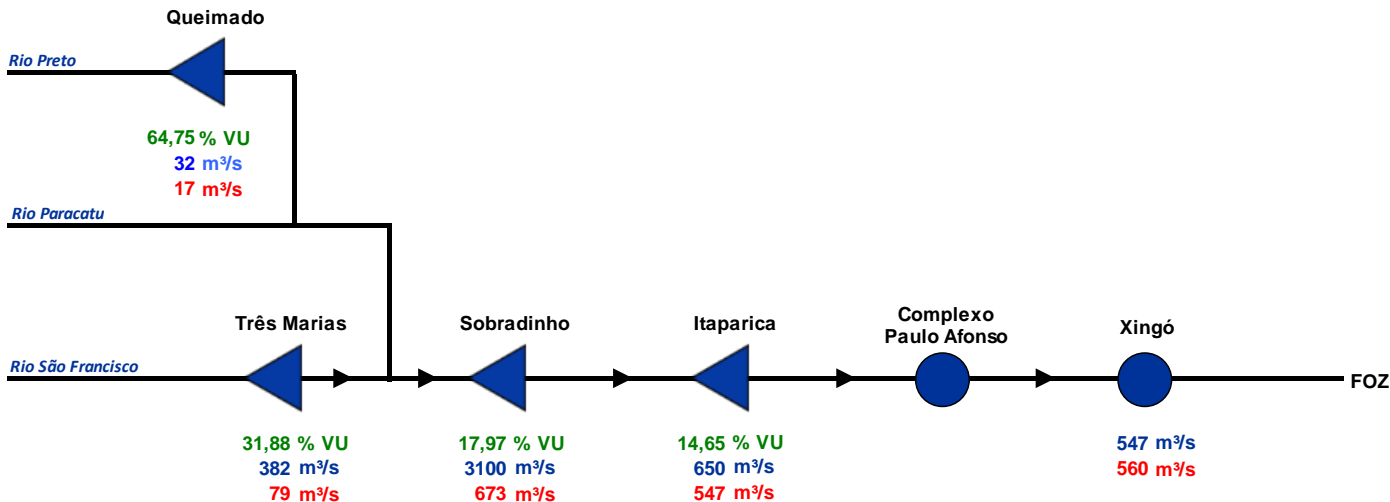 Queimado
Rio Preto
64,75 % VU
32 m³/s
17 m³/s
Rio Paracatu
Três Marias
Sobradinho
Itaparica
Complexo
Paulo Afonso
Xingó
Rio São Francisco
FOZ
31,88 % VU
382 m³/s
79 m³/s
17,97 % VU
3100 m³/s
673 m³/s
14,65 % VU
650 m³/s
547 m³/s
547 m³/s
560 m³/s